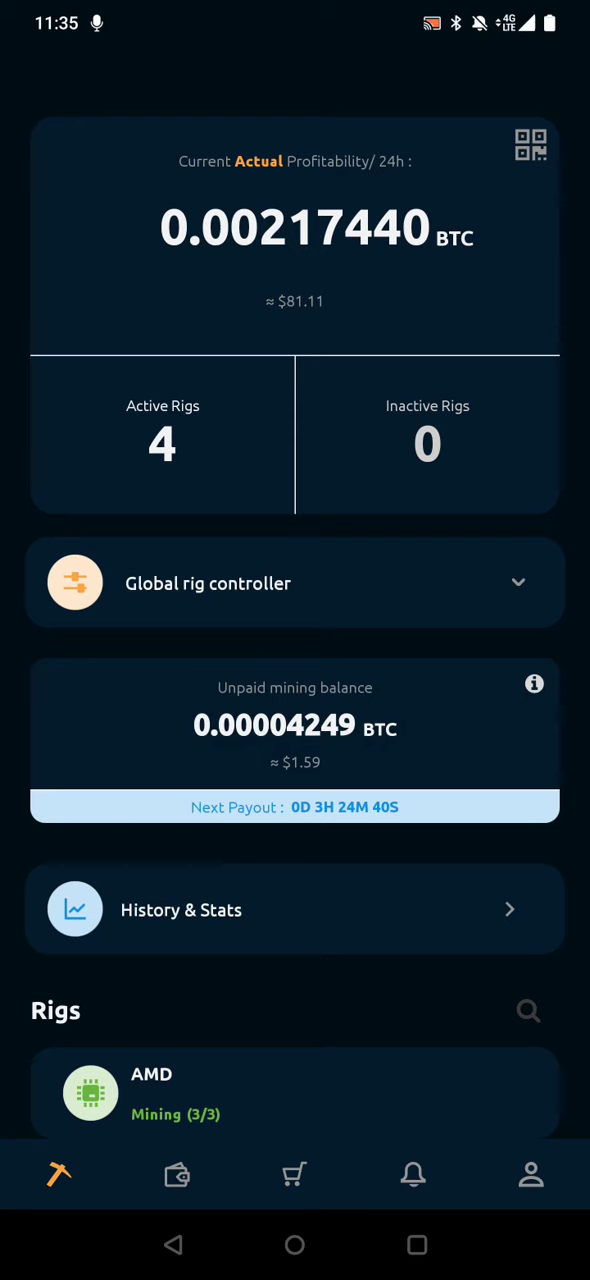 11:35
4G
LTE
Current Actual Profitability/ 24h :
0.00217440 BTC
≈ $81.11
Active Rigs
Inactive Rigs
4
0
Global rig controller
Unpaid mining balance
0.00004249 BTC
≈ $1.59
Next Payout : 0D 3H 24M 40S
History & Stats
Rigs
AMD
Mining (3/3)